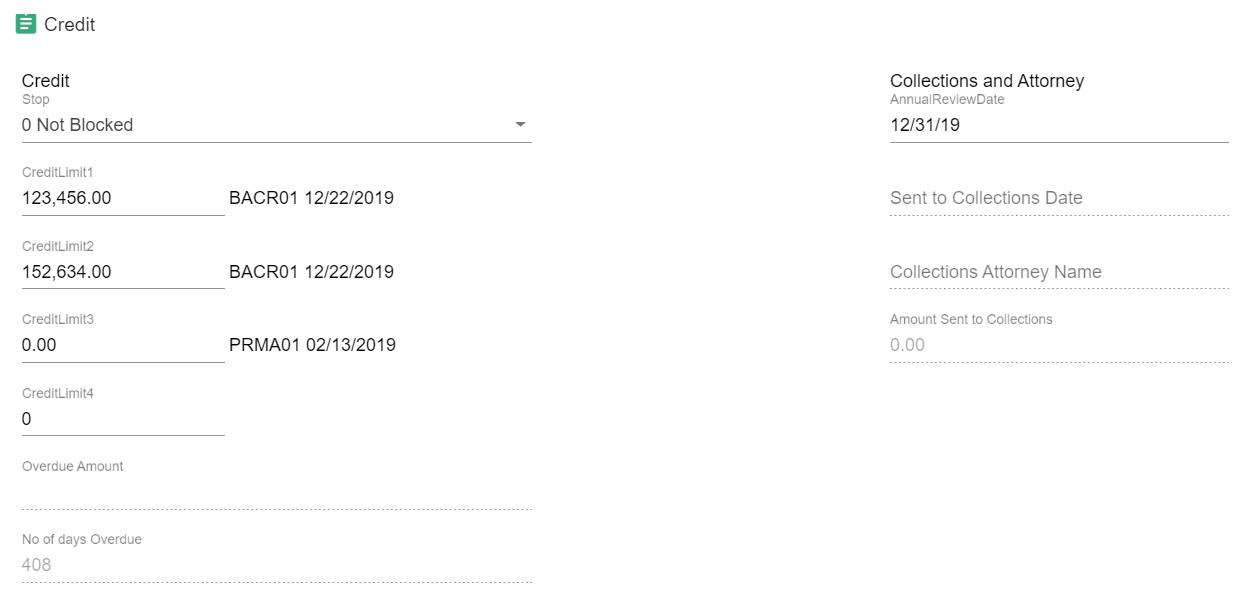 Credit
Credit
Stop
0 Not Blocked
CreditLimit1
123,456.00 BACR01 12/22/2019
CreditLimit2
152,634.00 BACR01 12/22/2019
CreditLimit3
0.00 PRMA01 02/13/2019
CreditLimit4
0
Overdue Amount
No of days Overdue
408
Collections and Attorney
AnnualReviewDate
12/31/19
Sent to Collections Date
Collections Attorney Name
Amount Sent to Collections
0.00